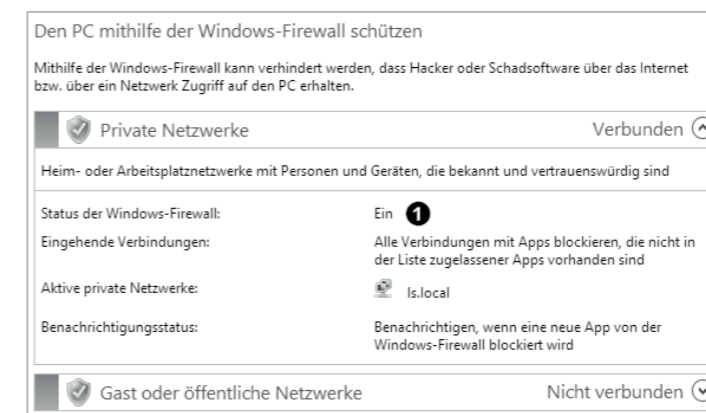 Den PC mithilfe der Windows-Firewall schützen
Mithilfe der Windows-Firewall kann verhindert werden, dass Hacker oder Schadsoftware über das Internet
bzw. über ein Netzwerk Zugriff auf den PC erhalten.
Private Netzwerke Verbunden
Heim- oder Arbeitsplatznetzwerke mit Personen und Geräten, die bekannt und vertrauenswürdig sind
Status der Windows-Firewall: Ein 1
Eingehende Verbindungen: Alle Verbindungen mit Apps blockieren, die nicht in
der Liste zugelassener Apps vorhanden sind
Aktive private Netzwerke: ls.local
Benachrichtigungsstatus: Benachrichtigen, wenn eine neue App von der
Windows-Firewall blockiert wird
Gast oder öffentliche Netzwerke Nicht verbunden